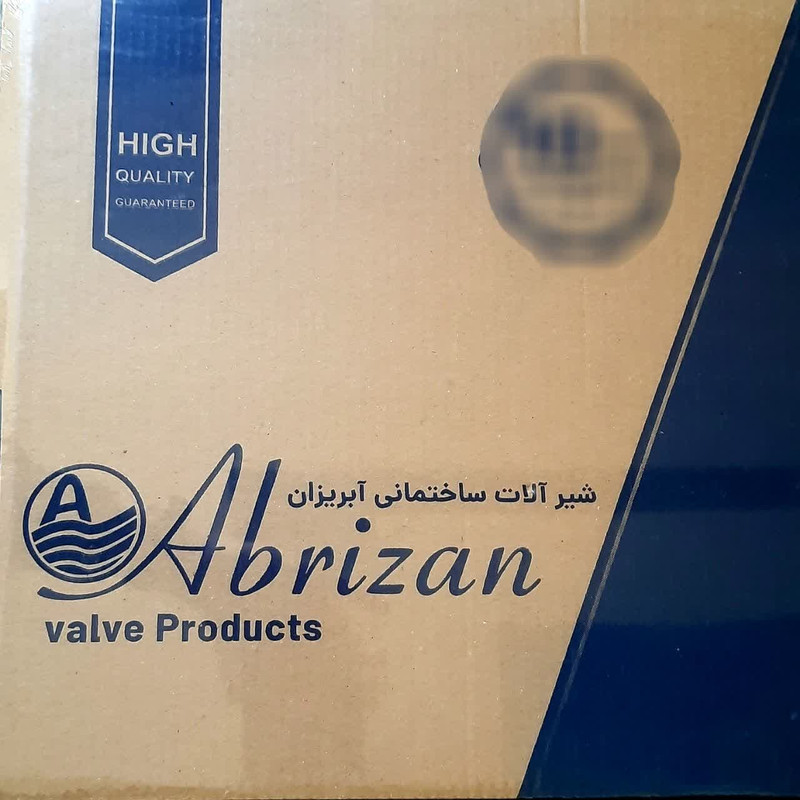 HIGH
QUALITY
GUARANTEED
شیر آلات ساختمانی آبریزان
A
Abrizan
valve Products